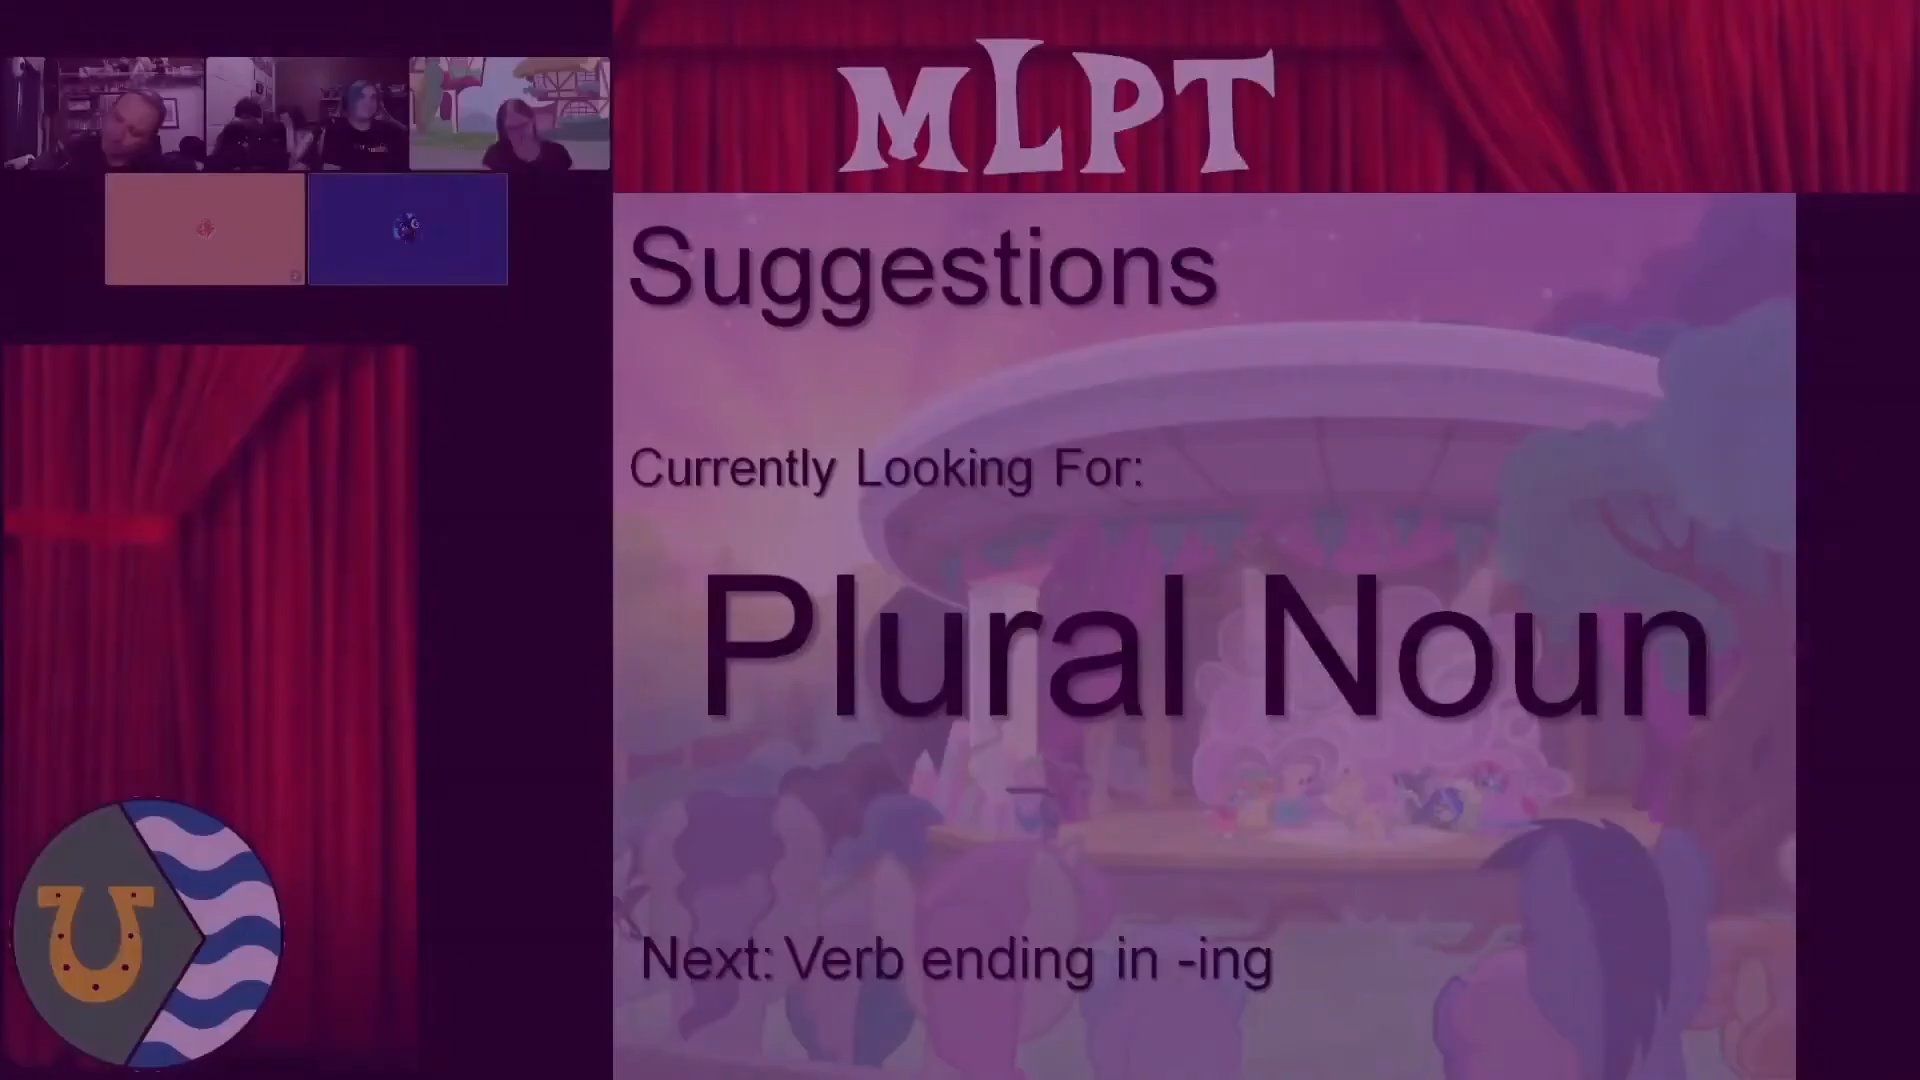 MLPT
Suggestions
Currently Looking For:
Plural Noun
Next: Verb ending in -ing